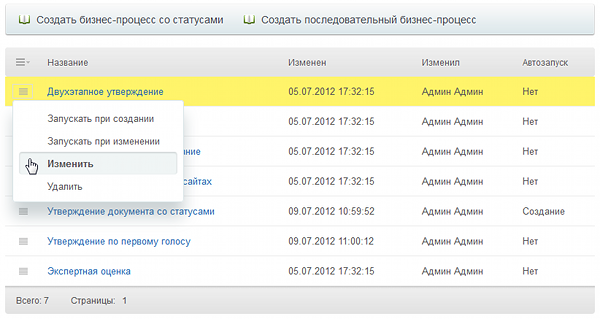 Создать бизнес-процесс со статусами Создать последовательный бизнес-процесс
Название Изменен Изменил Автозапуск
Двухэтапное утверждение 05.07.2012 17:32:15 Админ Админ Нет
Запускать при создании 05.07.2012 17:32:15 Админ Админ Нет
Запускать при изменении
ание 05.07.2012 17:32:15 Админ Админ Нет
Изменить
сайтах 05.07.2012 17:32:15 Админ Админ Нет
Удалить
Утверждение документа со статусами 09.07.2012 10:59:52 Админ Админ Создание
Утверждение по первому голосу 09.07.2012 11:00:12 Админ Админ Нет
Экспертная оценка 05.07.2012 17:32:15 Админ Админ Нет
Всего: 7 Страницы: 1